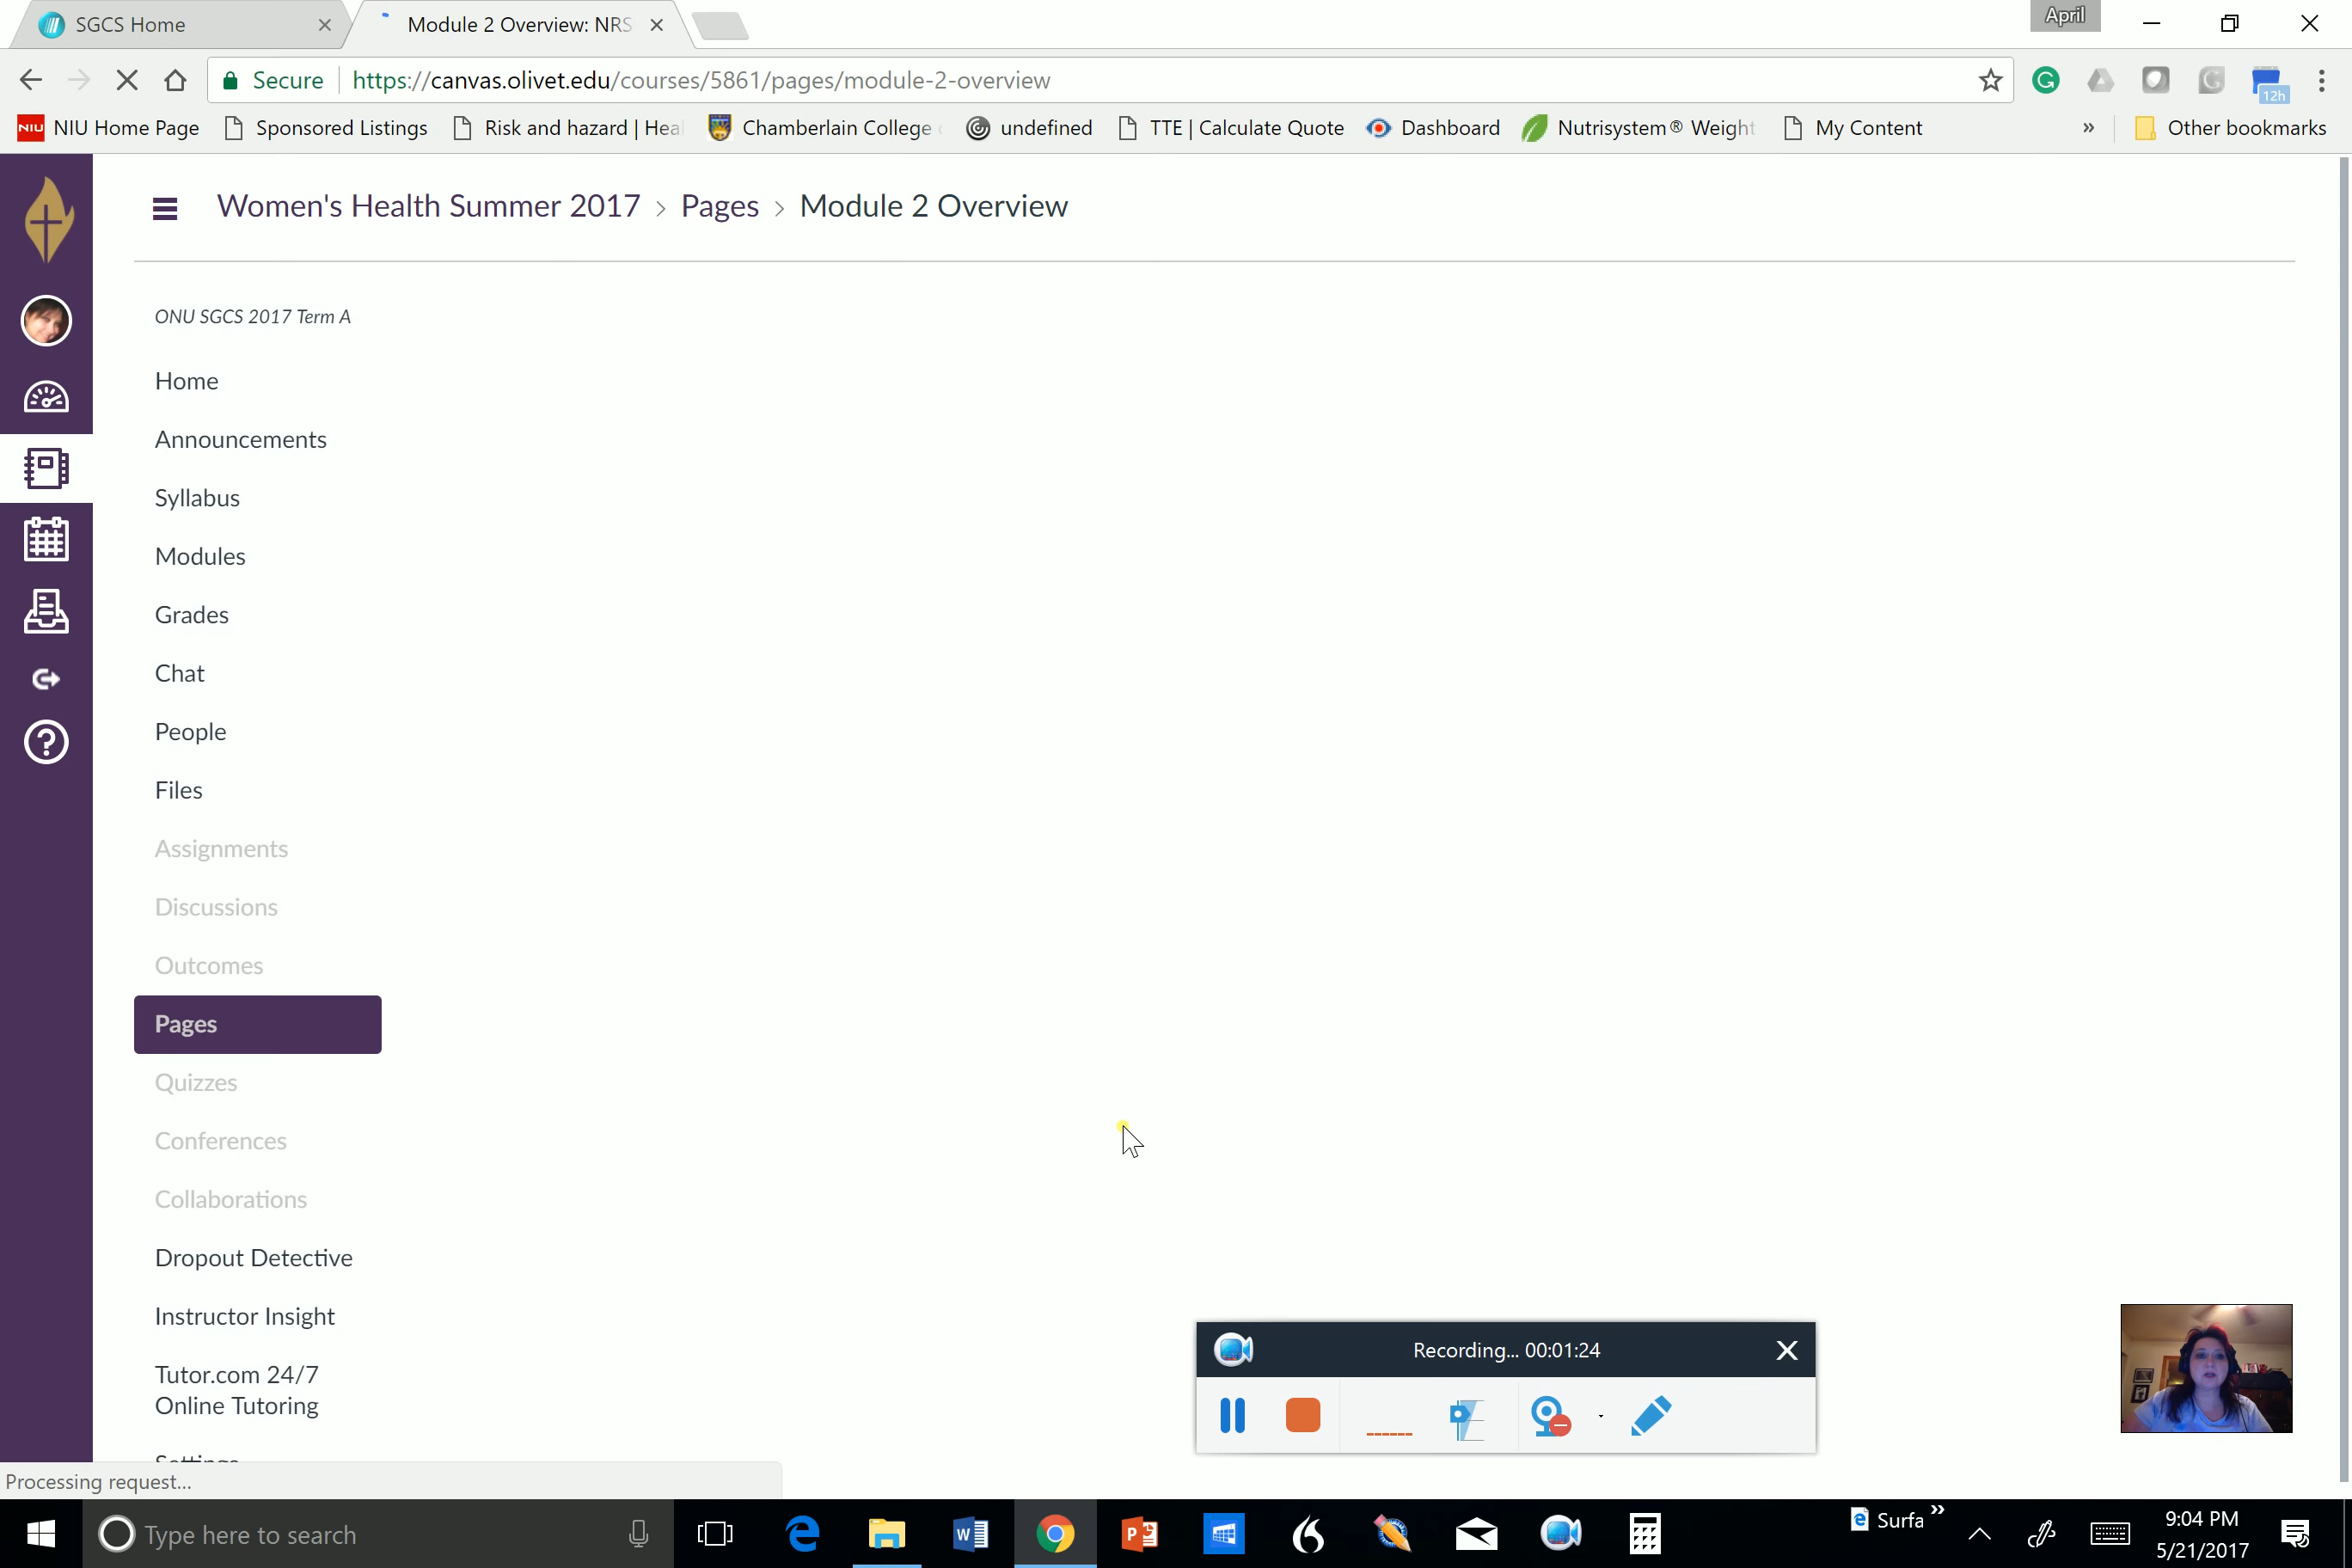 SGCS Home
Module 2 Overview: NRS
April
Secure
https://canvas.olivet.edu/courses/5861/pages/module-2-overview
12h
NIU
NIU Home Page
Sponsored Listings
Risk and hazard | Hea
Chamberlain College
undefined
TTE | Calculate Quote
Dashboard
Nutrisystem® Weight
My Content
»
Other bookmarks
Women's Health Summer 2017 > Pages > Module 2 Overview
ONU SGCS 2017 Term A
Home
Announcements
Syllabus
Modules
Grades
Chat
People
Files
Assignments
Discussions
Outcomes
Pages
Quizzes
Conferences
Collaborations
Dropout Detective
Instructor Insight
Tutor.com 24/7
Online Tutoring
Settings
Recording... 00:01:24
Processing request...
Type here to search
Surfa
»
9:04 PM
5/21/2017